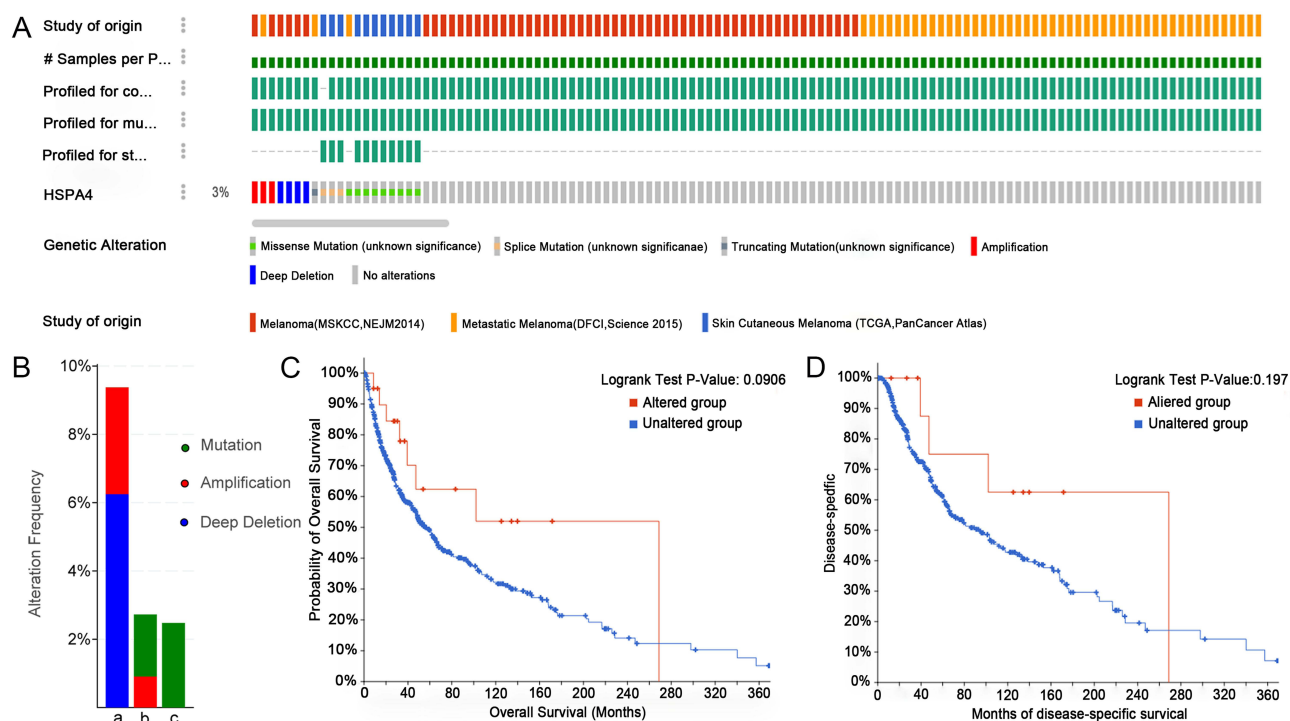 A
Study of origin
# Samples per P...
Profiled for co...
Profiled for mu...
Profiled for st...
HSPA4 3%
Genetic Alteration
Missense Mutation (unknown significance) Splice Mutation (unknown significanae) Truncating Mutation(unknown significance) Amplification
Deep Deletion No alterations
Study of origin
Melanoma(MSKCC,NEJM2014) Metastatic Melanoma(DFCI,Science 2015) Skin Cutaneous Melanoma (TCGA,PanCancer Atlas)
B
10%
8%
6%
4%
2%
Alteration Frequency
Mutation
Amplification
Deep Deletion
a b c
C
Logrank Test P-Value: 0.0906
Altered group
Unaltered group
100%
90%
80%
70%
60%
50%
40%
30%
20%
10%
0%
Probability of Overall Survival
0 40 80 120 160 200 240 280 320 360
Overall Survival (Months)
D
Logrank Test P-Value:0.197
Aliered group
Unaltered group
100%
90%
80%
70%
60%
50%
40%
30%
20%
10%
0%
Disease-spedfic
0 40 80 120 160 200 240 280 320 360
Months of disease-specific survival